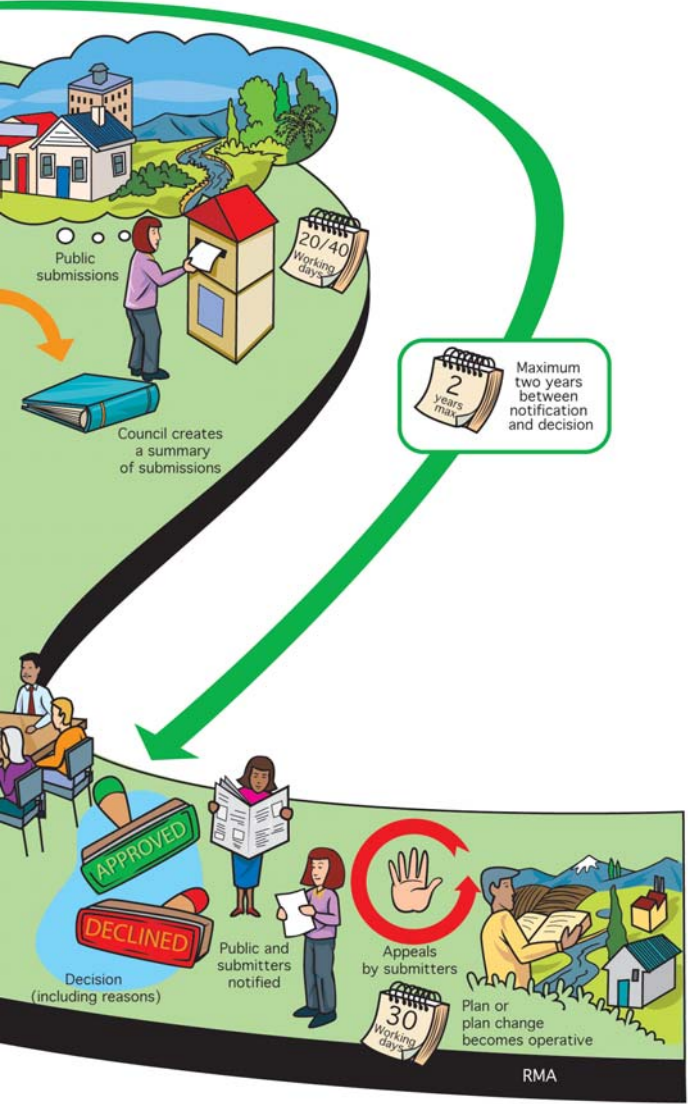 Public
submissions
20/40
Working
days
Council creates
a summary
of submissions
2
years
max
Maximum
two years
between
notification
and decision
APPROVED
DECLINED
Decision
(including reasons)
Public and
submitters
notified
Appeals
by submitters
30
Working
days
Plan or
plan change
becomes operative
RMA